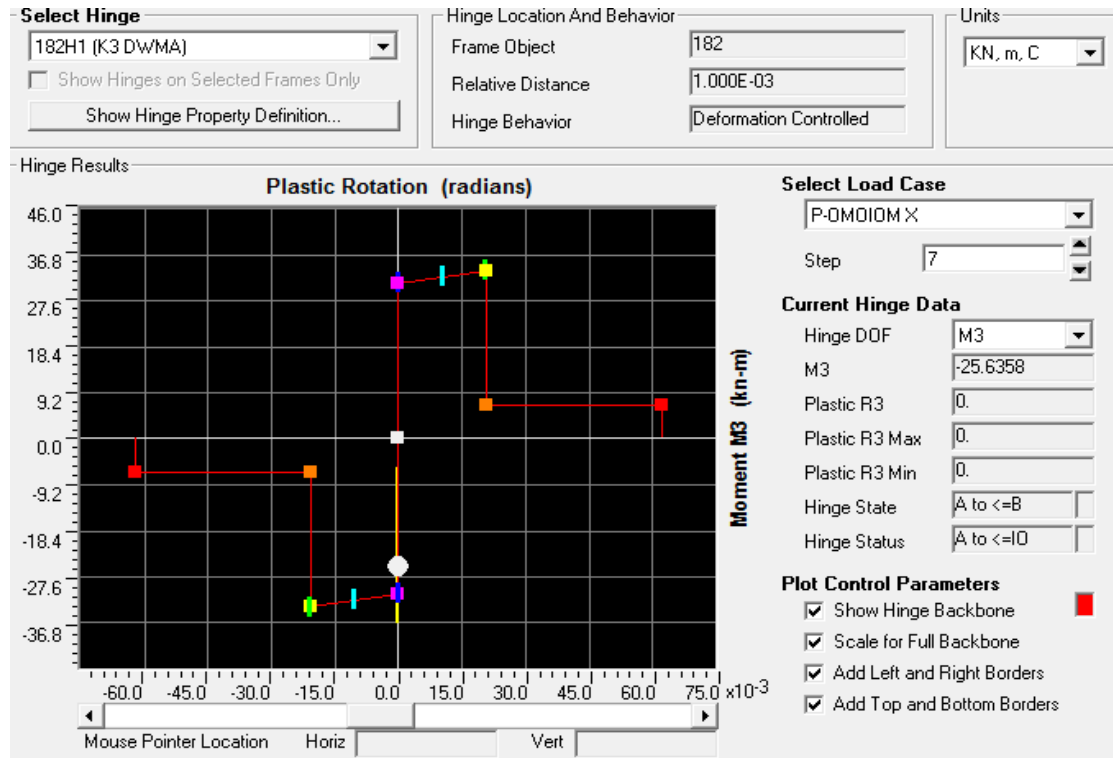 Select Hinge
182H1 (K3 DWMA)
Show Hinges on Selected Frames Only
Show Hinge Property Definition...
Hinge Location And Behavior
Frame Object 182
Relative Distance 1.000E-03
Hinge Behavior Deformation Controlled
Units
KN, m, C
Hinge Results
Plastic Rotation (radians)
46.0
36.8
27.6
18.4
9.2
0.0
-9.2
-18.4
-27.6
-36.8
-60.0 -45.0 -30.0 -15.0 0.0 15.0 30.0 45.0 60.0 75.0 x10-3
Moment M3 (kn-m)
Mouse Pointer Location Horiz Vert
Select Load Case
P-OMOIOM X
Step 7
Current Hinge Data
Hinge DOF M3
M3 -25.6358
Plastic R3 0.
Plastic R3 Max 0.
Plastic R3 Min 0.
Hinge State A to <=B
Hinge Status A to <=IO
Plot Control Parameters
Show Hinge Backbone
Scale for Full Backbone
Add Left and Right Borders
Add Top and Bottom Borders